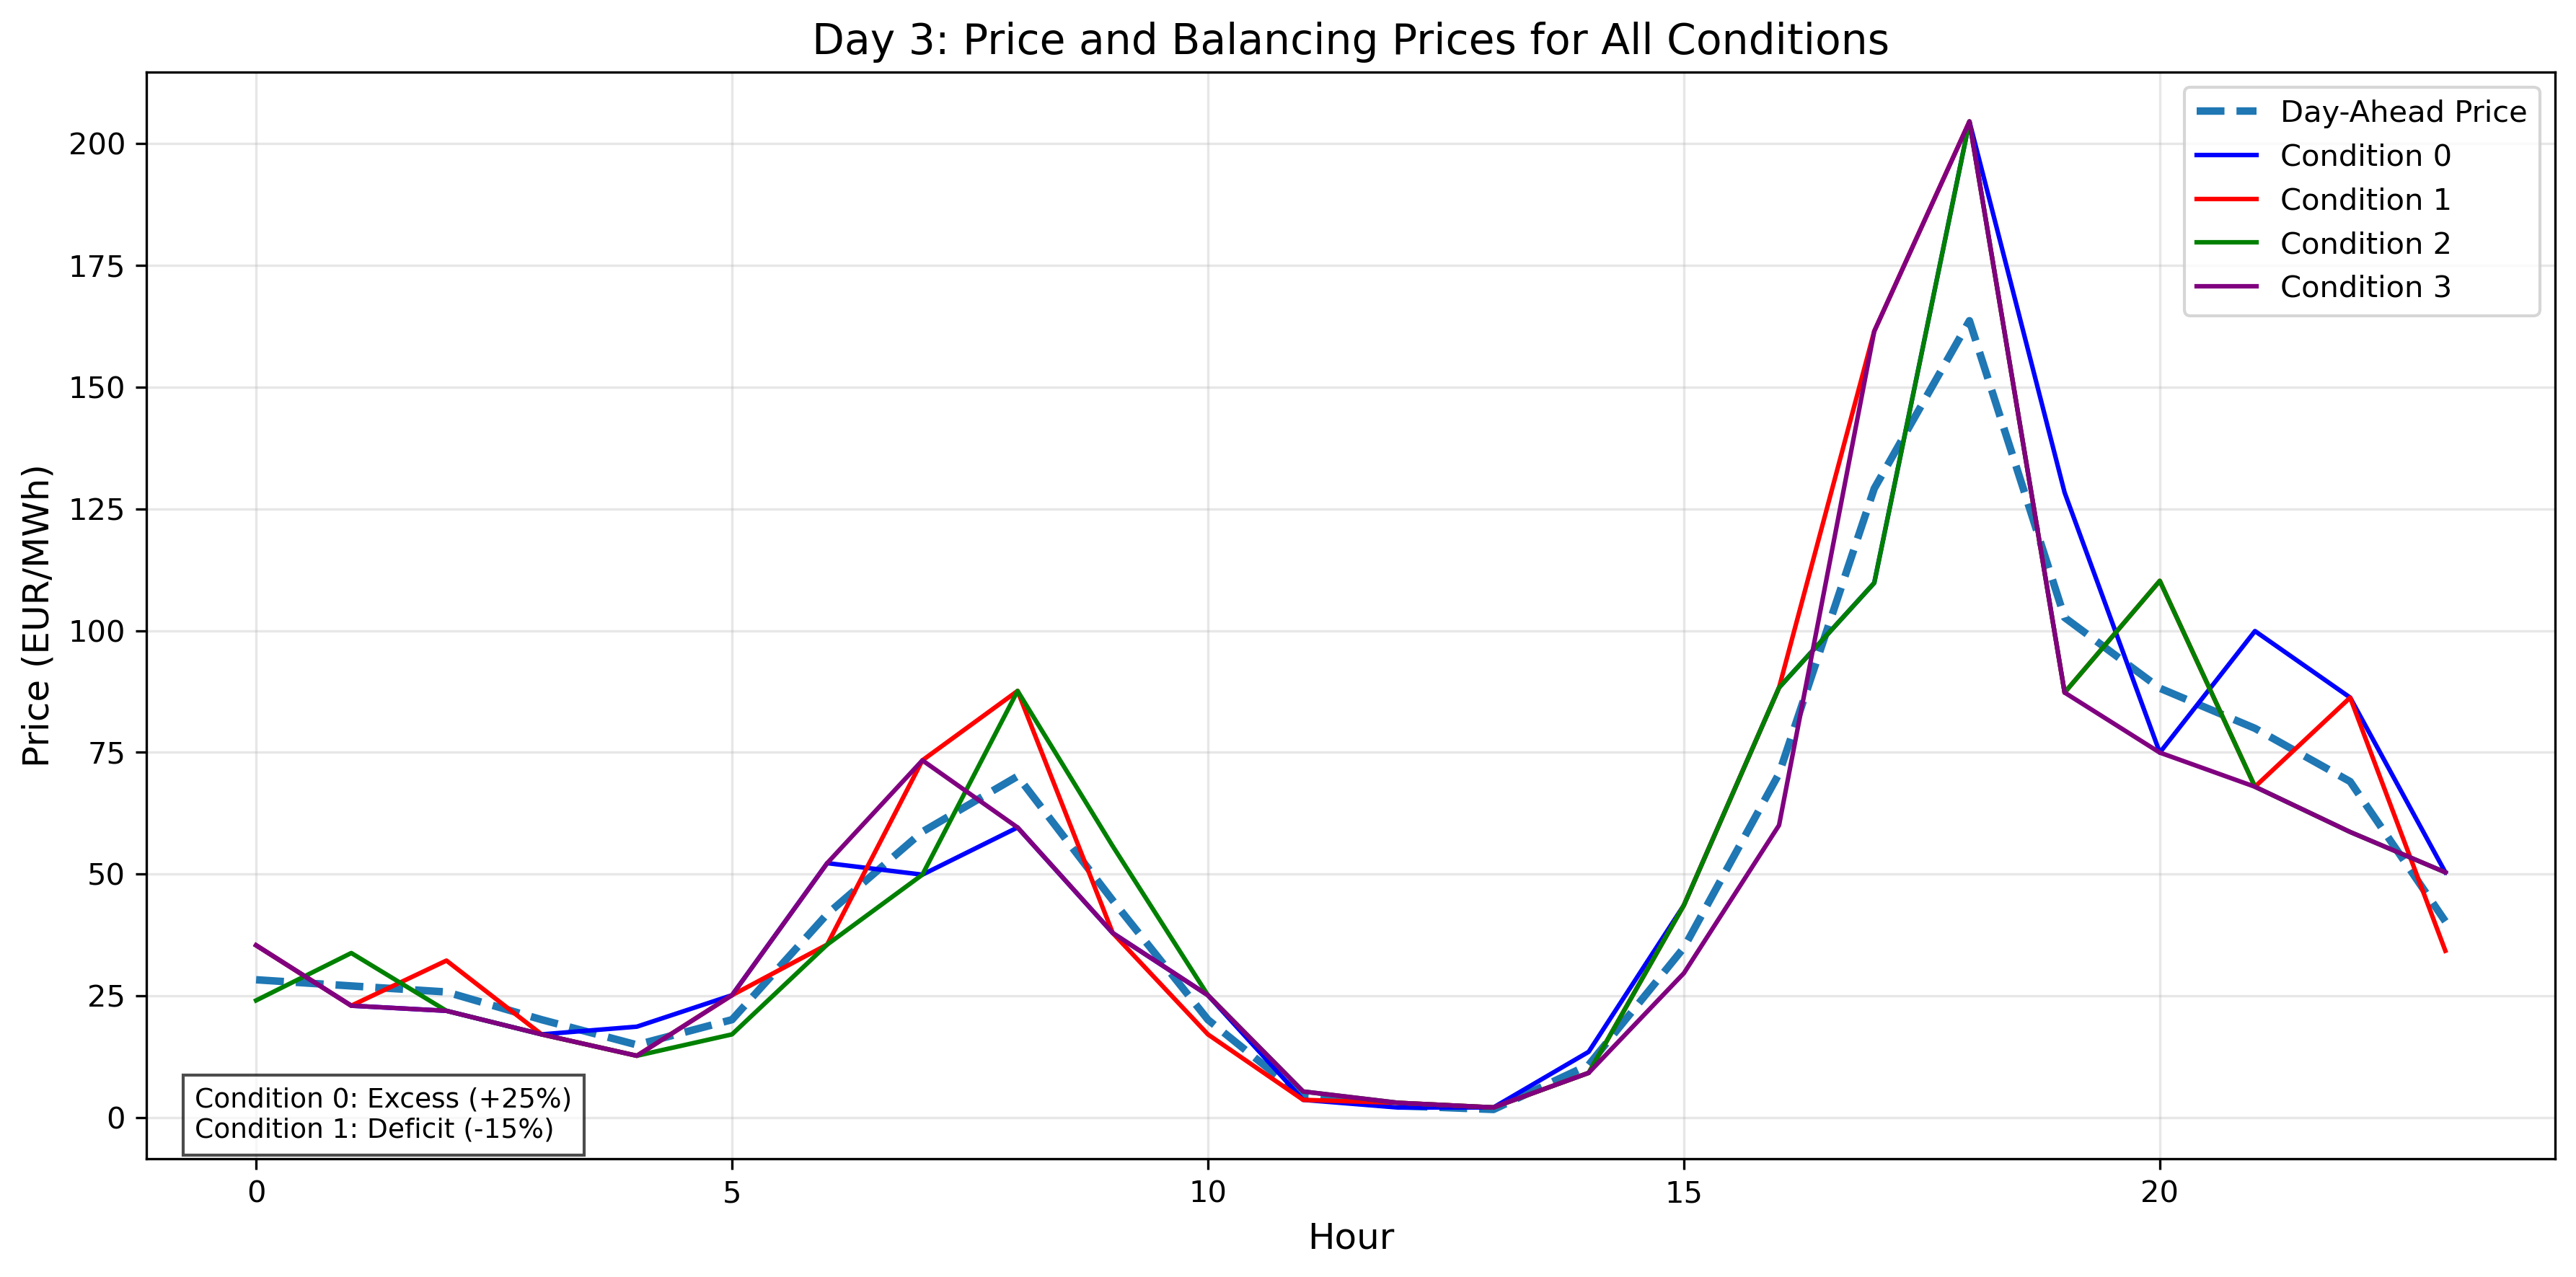 Day 3: Price and Balancing Prices for All Conditions
Price (EUR/MWh)
200
175
150
125
100
75
50
25
0
Day-Ahead Price
Condition 0
Condition 1
Condition 2
Condition 3
Condition 0: Excess (+25%)
Condition 1: Deficit (-15%)
0
5
10
15
20
Hour